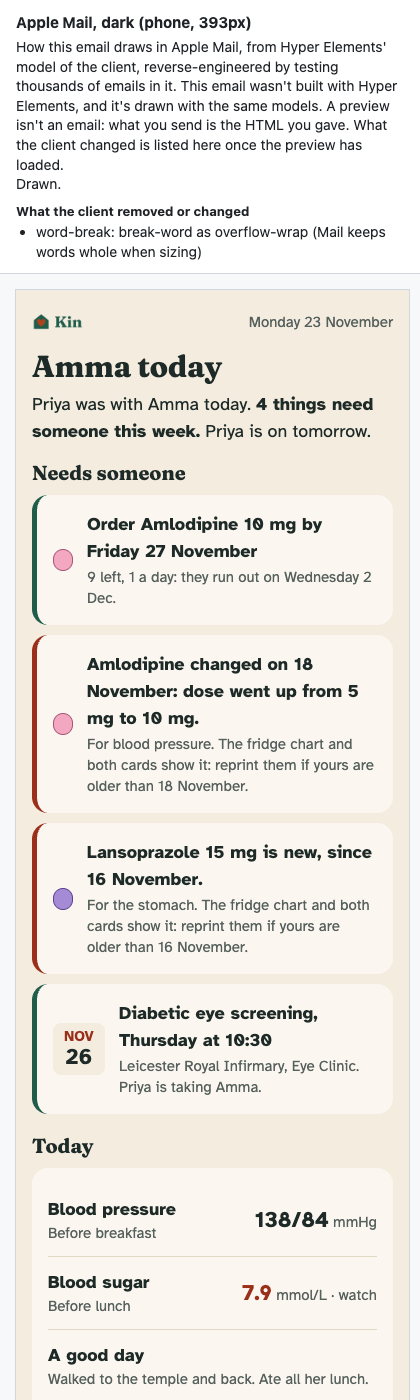 Apple Mail, dark (phone, 393px)
How this email draws in Apple Mail, from Hyper Elements'
model of the client, reverse-engineered by testing
thousands of emails in it. This email wasn't built with Hyper
Elements, and it's drawn with the same models. A preview
isn't an email: what you send is the HTML you gave. What
the client changed is listed here once the preview has
loaded.
Drawn.
What the client removed or changed
• word-break: break-word as overflow-wrap (Mail keeps
words whole when sizing)
Kin
Monday 23 November
Amma today
Priya was with Amma today. 4 things need
someone this week. Priya is on tomorrow.
Needs someone
Order Amlodipine 10 mg by
Friday 27 November
9 left, 1 a day: they run out on Wednesday 2
Dec.
Amlodipine changed on 18
November: dose went up from 5
mg to 10 mg.
For blood pressure. The fridge chart and
both cards show it: reprint them if yours are
older than 18 November.
Lansoprazole 15 mg is new, since
16 November.
For the stomach. The fridge chart and both
cards show it: reprint them if yours are
older than 16 November.
NOV
26
Diabetic eye screening,
Thursday at 10:30
Leicester Royal Infirmary, Eye Clinic.
Priya is taking Amma.
Today
Blood pressure
Before breakfast
138/84 mmHg
Blood sugar
Before lunch
7.9 mmol/L · watch
A good day
Walked to the temple and back. Ate all her lunch.